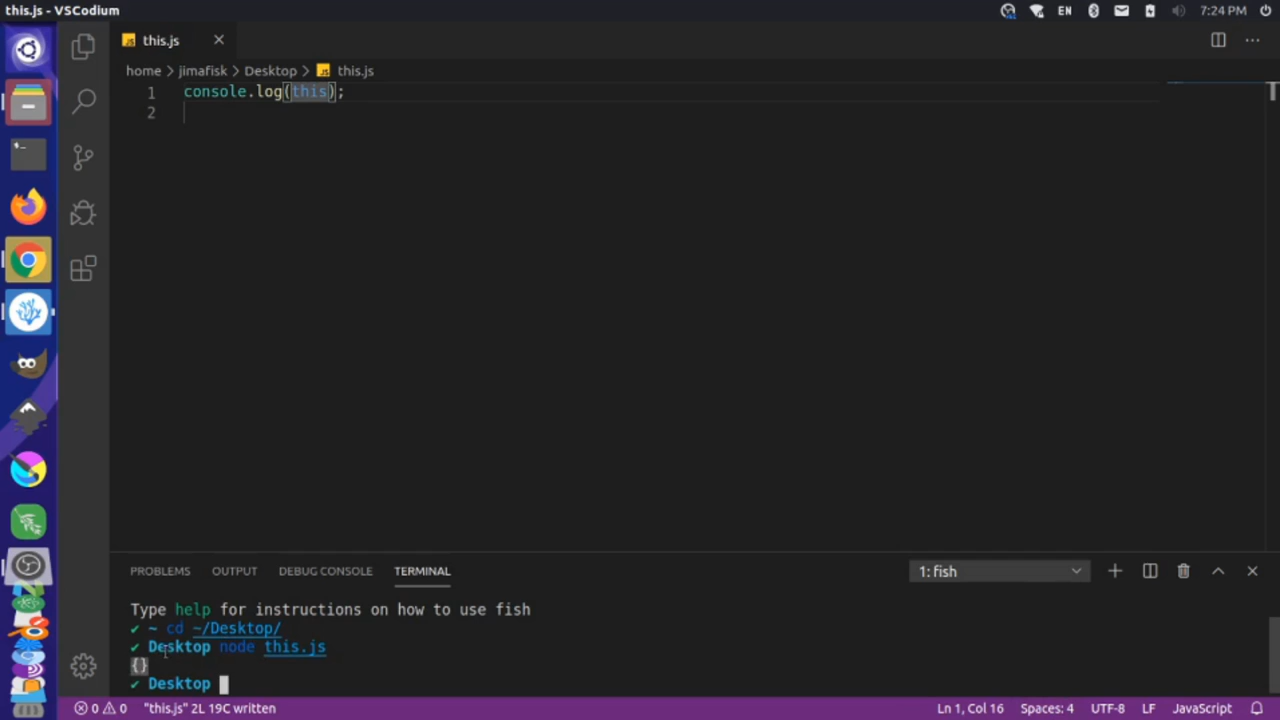 this.js - VSCodium
EN
7:24 PM
this.js
home > jimafisk > Desktop > this.js
1 console.log(this);
2
PROBLEMS OUTPUT DEBUG CONSOLE TERMINAL
1: fish
Type help for instructions on how to use fish
✔ ~ cd ~/Desktop/
✔ Desktop node this.js
{}
✔ Desktop
0 0 "this.js" 2L 19C written Ln 1, Col 16 Spaces: 4 UTF-8 LF JavaScript